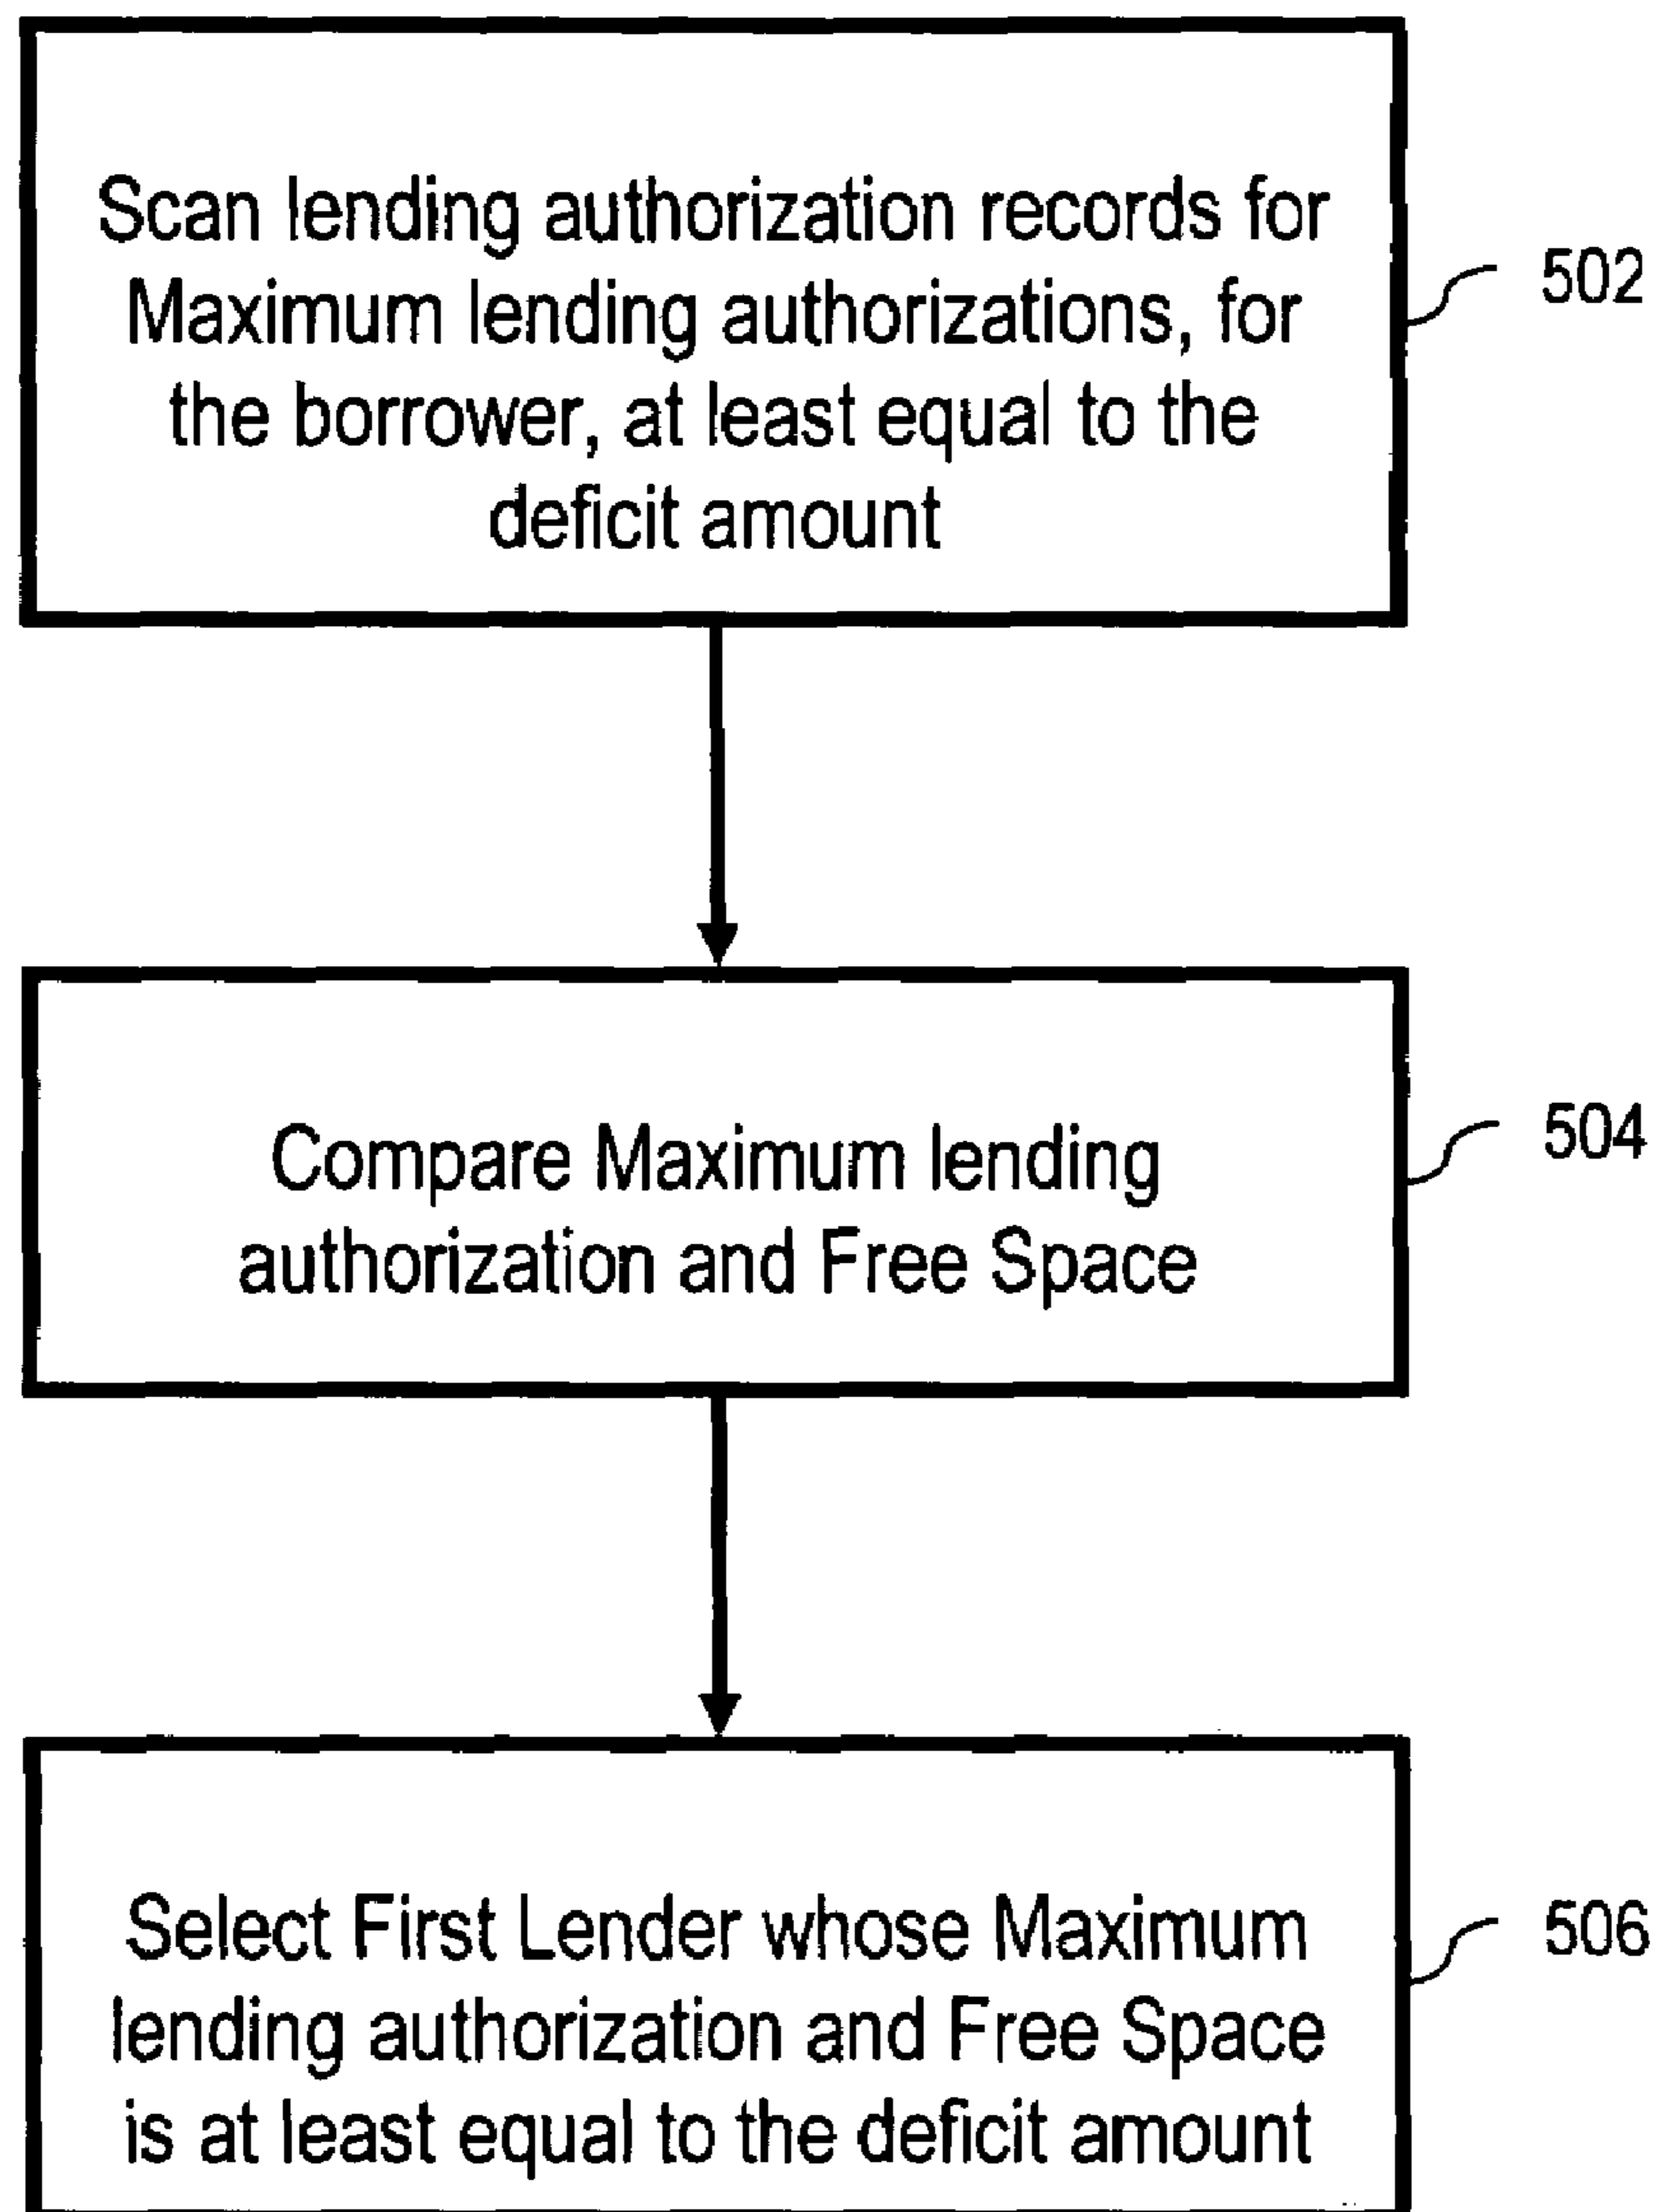 Scan lending authorization records for
Maximum lending authorizations, for
the borrower, at least equal to the
deficit amount
502
Compare Maximum lending
authorization and Free Space
504
Select First Lender whose Maximum
lending authorization and Free Space
is at least equal to the deficit amount
506